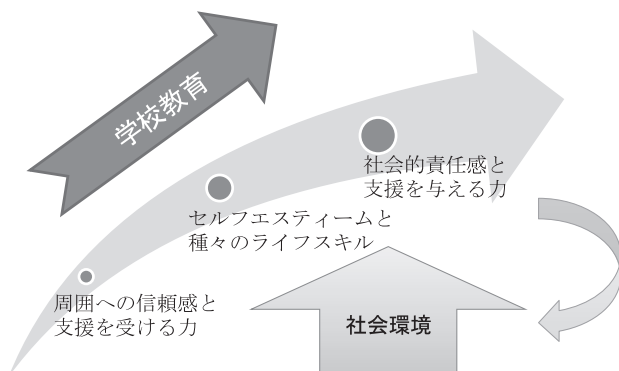 学校教育
社会的責任感と
支援を与える力
セルフエスティームと
種々のライフスキル
周囲への信頼感と
支援を受ける力
社会環境